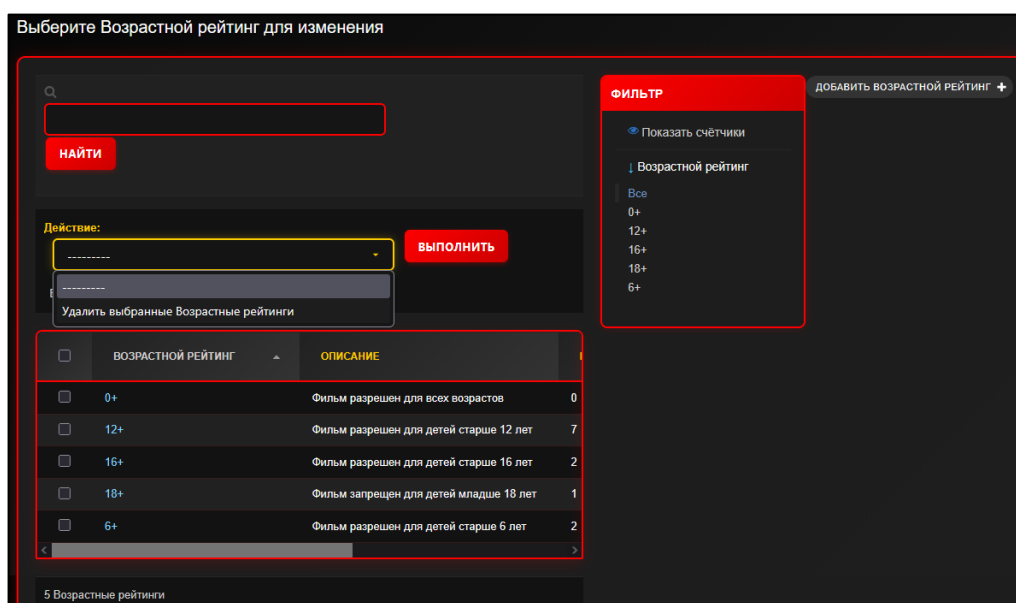 Выберите Возрастной рейтинг для изменения
НАЙТИ
Действие:
---------
ВЫПОЛНИТЬ
---------
Удалить выбранные Возрастные рейтинги
ВОЗРАСТНОЙ РЕЙТИНГ
ОПИСАНИЕ
0+ Фильм разрешен для всех возрастов 0
12+ Фильм разрешен для детей старше 12 лет 7
16+ Фильм разрешен для детей старше 16 лет 2
18+ Фильм запрещен для детей младше 18 лет 1
6+ Фильм разрешен для детей старше 6 лет 2
5 Возрастные рейтинги
ФИЛЬТР
Показать счётчики
↓ Возрастной рейтинг
Все
0+
12+
16+
18+
6+
ДОБАВИТЬ ВОЗРАСТНОЙ РЕЙТИНГ +